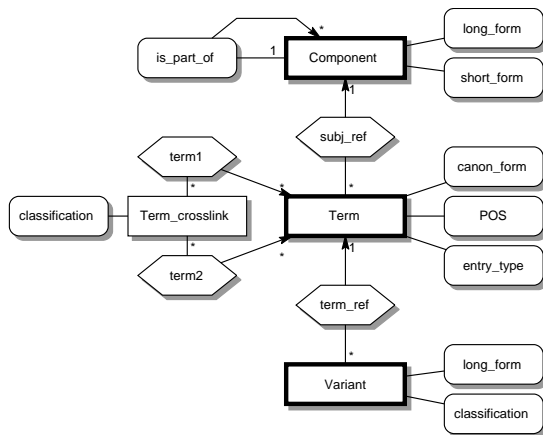 long_form
*
is_part_of
1
Component
short_form
1
subj_ref
term1
*
canon_form
*
*
classification
Term_crosslink
Term
POS
*
*
1
term2
entry_type
term_ref
*
long_form
Variant
classification